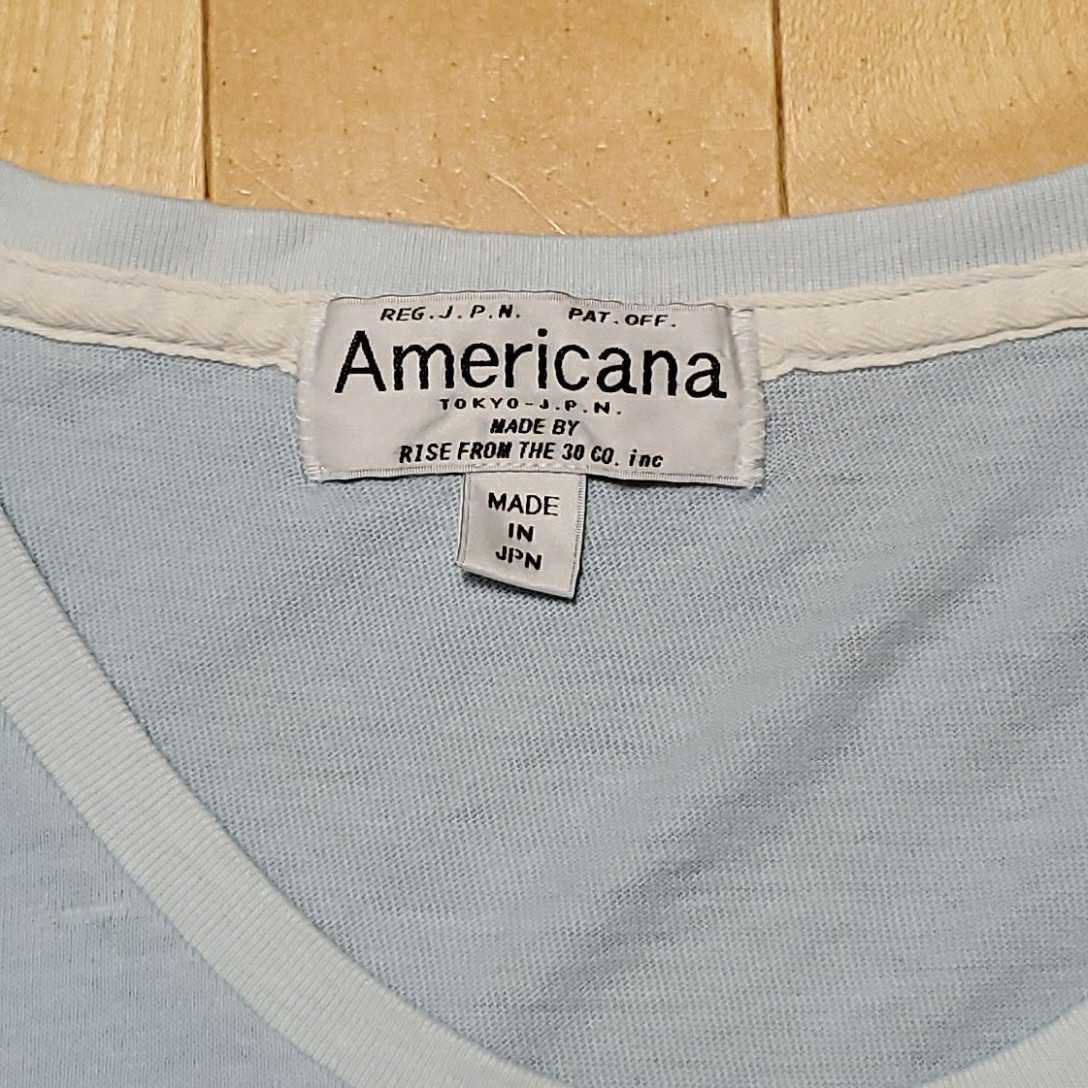 REG.J.P.N. PAT.OFF.
Americana
TOKYO-J.P.N.
MADE BY
RISE FROM THE 30 CO. inc
MADE
IN
JPN